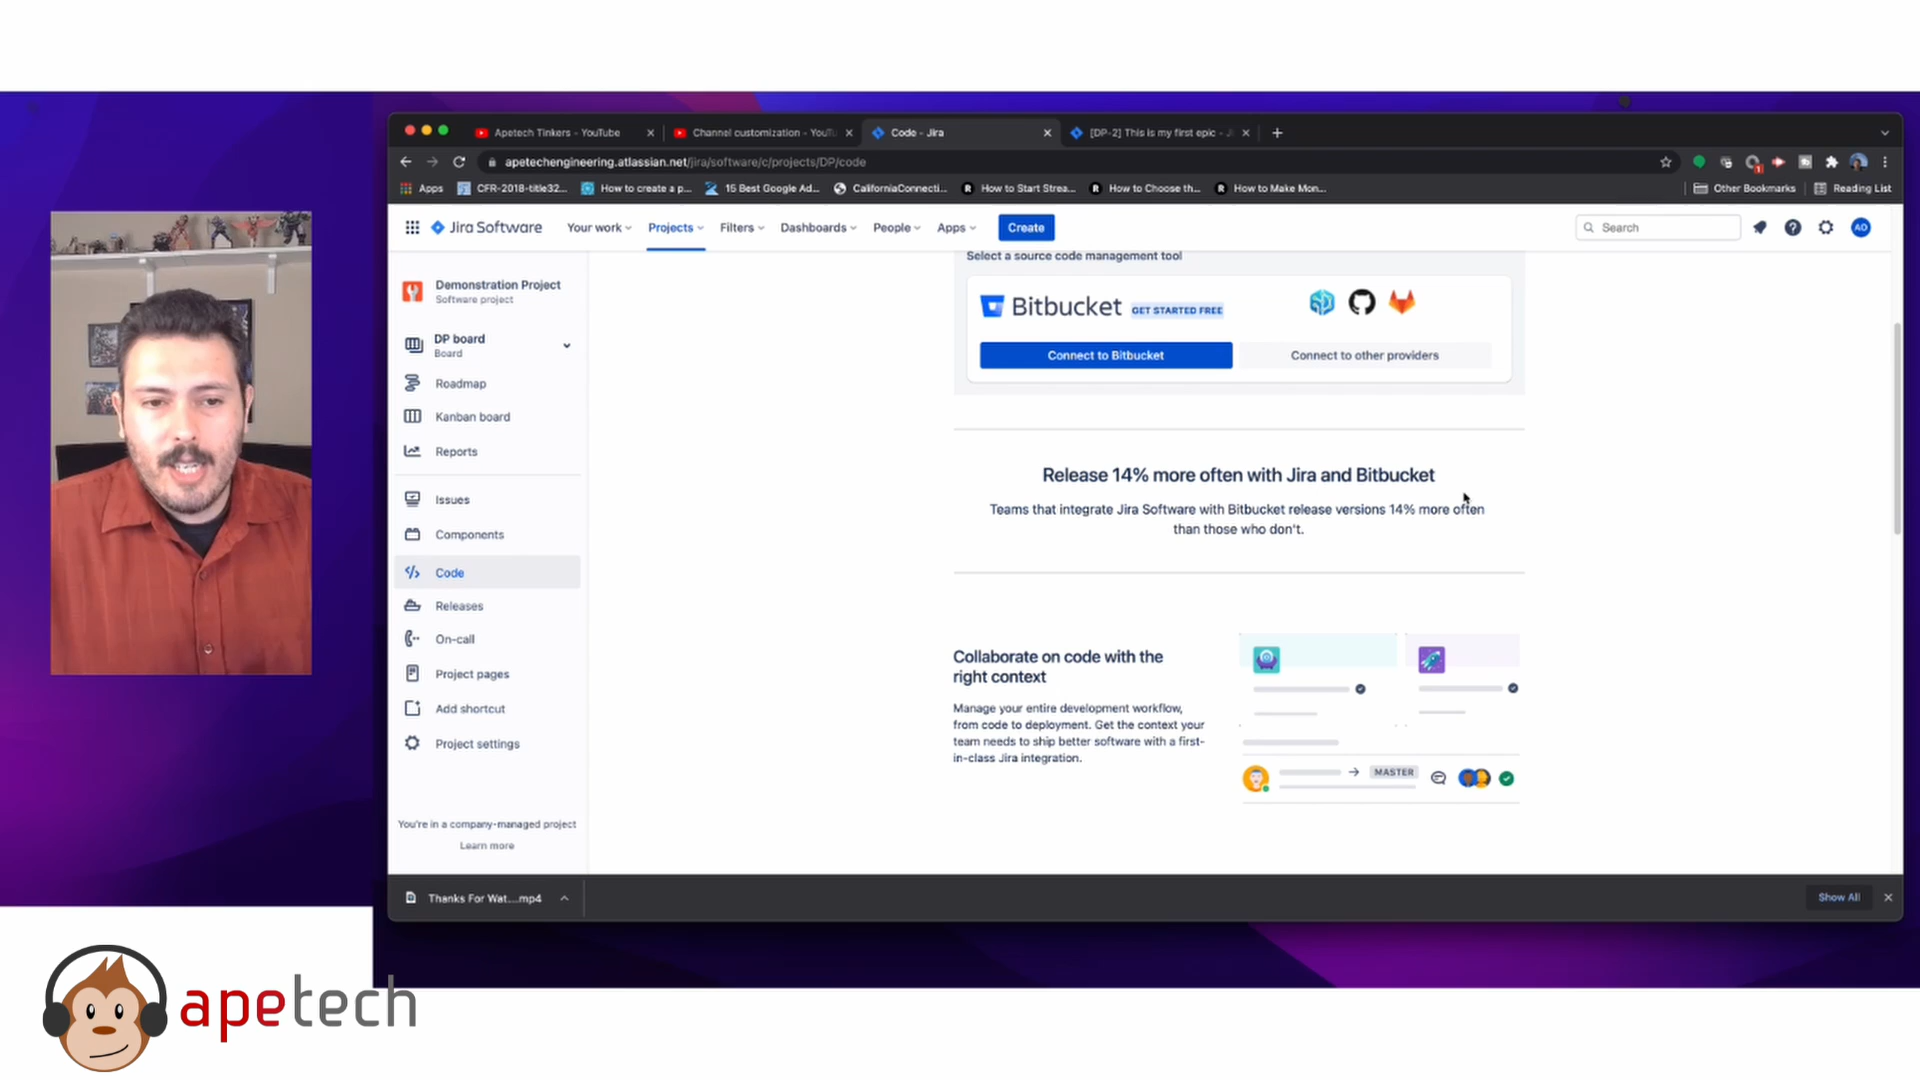 Apetech Tinkers - YouTube
Channel customization - YouTu
Code - Jira
[DP-2] This is my first epic -
apetechengineering.atlassian.net/jira/software/c/projects/DP/code
Apps
CFR-2018-title32...
How to create a p...
15 Best Google Ad...
CaliforniaConnecti...
How to Start Strea...
How to Choose th...
How to Make Mon...
Other Bookmarks
Reading List
Jira Software
Your work
Projects
Filters
Dashboards
People
Apps
Create
Search
AO
Demonstration Project
Software project
DP board
Board
Roadmap
Kanban board
Reports
Issues
Components
Code
Releases
On-call
Project pages
Add shortcut
Project settings
You're in a company-managed project
Learn more
Select a source code management tool
Bitbucket GET STARTED FREE
Connect to Bitbucket
Connect to other providers
Release 14% more often with Jira and Bitbucket
Teams that integrate Jira Software with Bitbucket release versions 14% more often
than those who don't.
Collaborate on code with the
right context
Manage your entire development workflow,
from code to deployment. Get the context your
team needs to ship better software with a first-
in-class Jira integration.
MASTER
Thanks For Wat....mp4
Show All
apetech